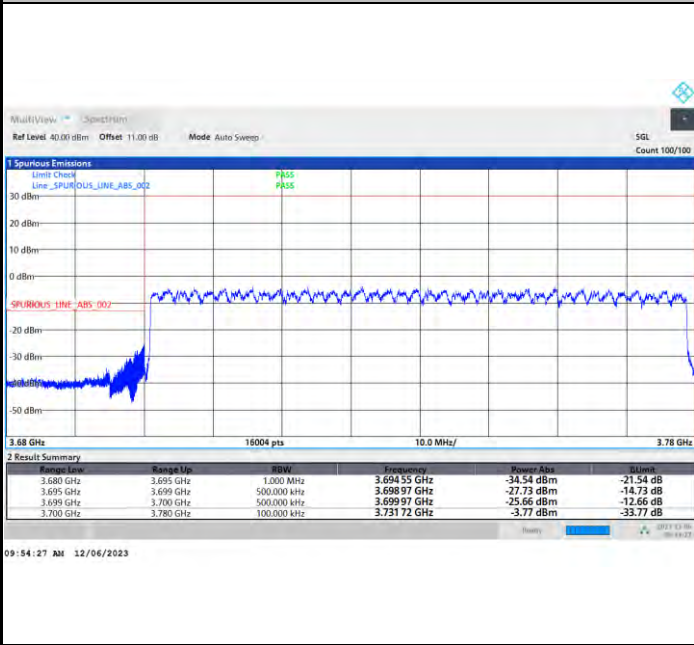 MultiView Spectrum
Ref Level 40.00 dBm Offset 11.00 dB Mode Auto Sweep SGL
Count 100/100
1 Spurious Emissions
Limit Check PASS
Line _SPURIOUS_LINE_ABS_002 PASS
30 dBm
20 dBm
10 dBm
0 dBm
SPURIOUS_LINE_ABS_002
-20 dBm
-30 dBm
-40 dBm
-50 dBm
3.68 GHz 16004 pts 10.0 MHz/ 3.78 GHz
2 Result Summary
Range Low Range Up RBW Frequency Power Abs ΔLimit
3.680 GHz 3.695 GHz 1.000 MHz 3.694 55 GHz -34.54 dBm -21.54 dB
3.695 GHz 3.699 GHz 500.000 kHz 3.698 97 GHz -27.73 dBm -14.73 dB
3.699 GHz 3.700 GHz 500.000 kHz 3.699 97 GHz -25.66 dBm -12.66 dB
3.700 GHz 3.780 GHz 100.000 kHz 3.731 72 GHz -3.77 dBm -33.77 dB
Ready
09:54:27 AM 12/06/2023